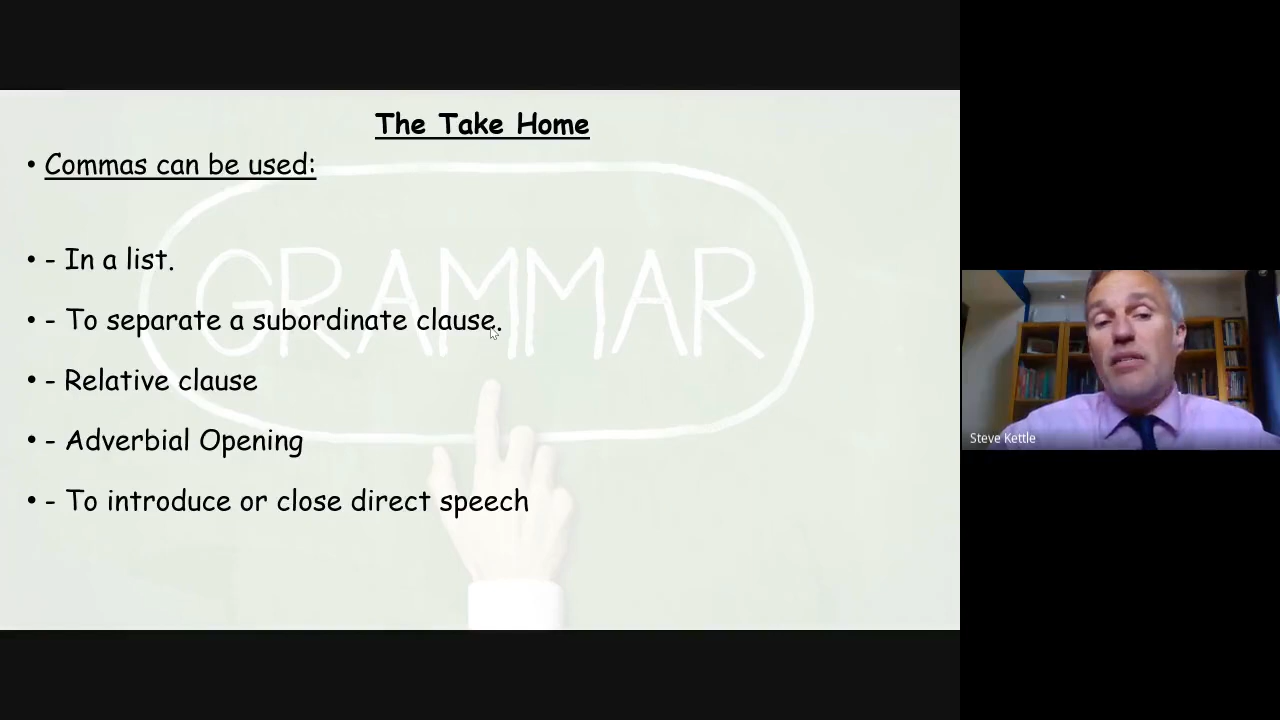 The Take Home
• Commas can be used:
• - In a list.
• - To separate a subordinate clause.
• - Relative clause
• - Adverbial Opening
• - To introduce or close direct speech
GRAMMAR
Steve Kettle